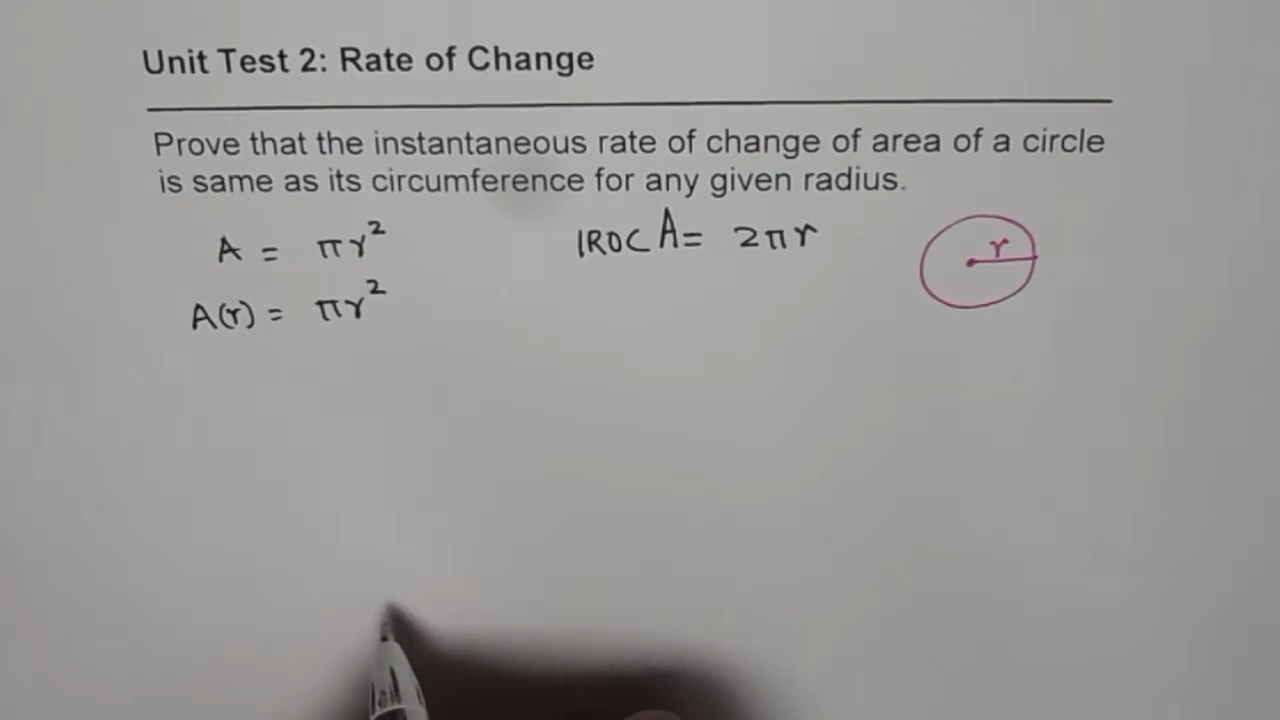 Unit Test 2: Rate of Change
Prove that the instantaneous rate of change of area of a circle
is same as its circumference for any given radius.
A = πr²
IROC A = 2πr
r
A(r) = πr²